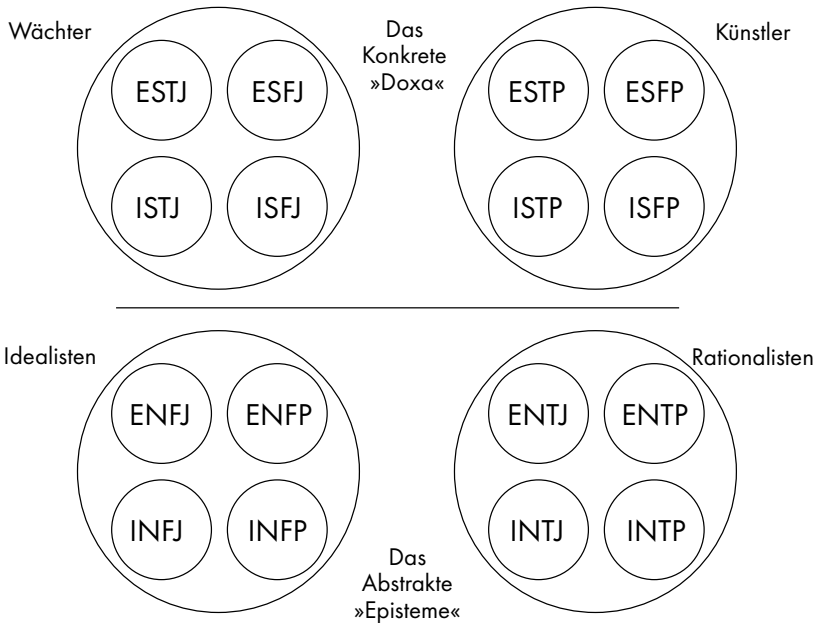 Wächter
Das
Konkrete
»Doxa«
Künstler
ESTJ
ESFJ
ISTJ
ISFJ
ESTP
ESFP
ISTP
ISFP
Idealisten
Rationalisten
ENFJ
ENFP
INFJ
INFP
ENTJ
ENTP
INTJ
INTP
Das
Abstrakte
»Episteme«